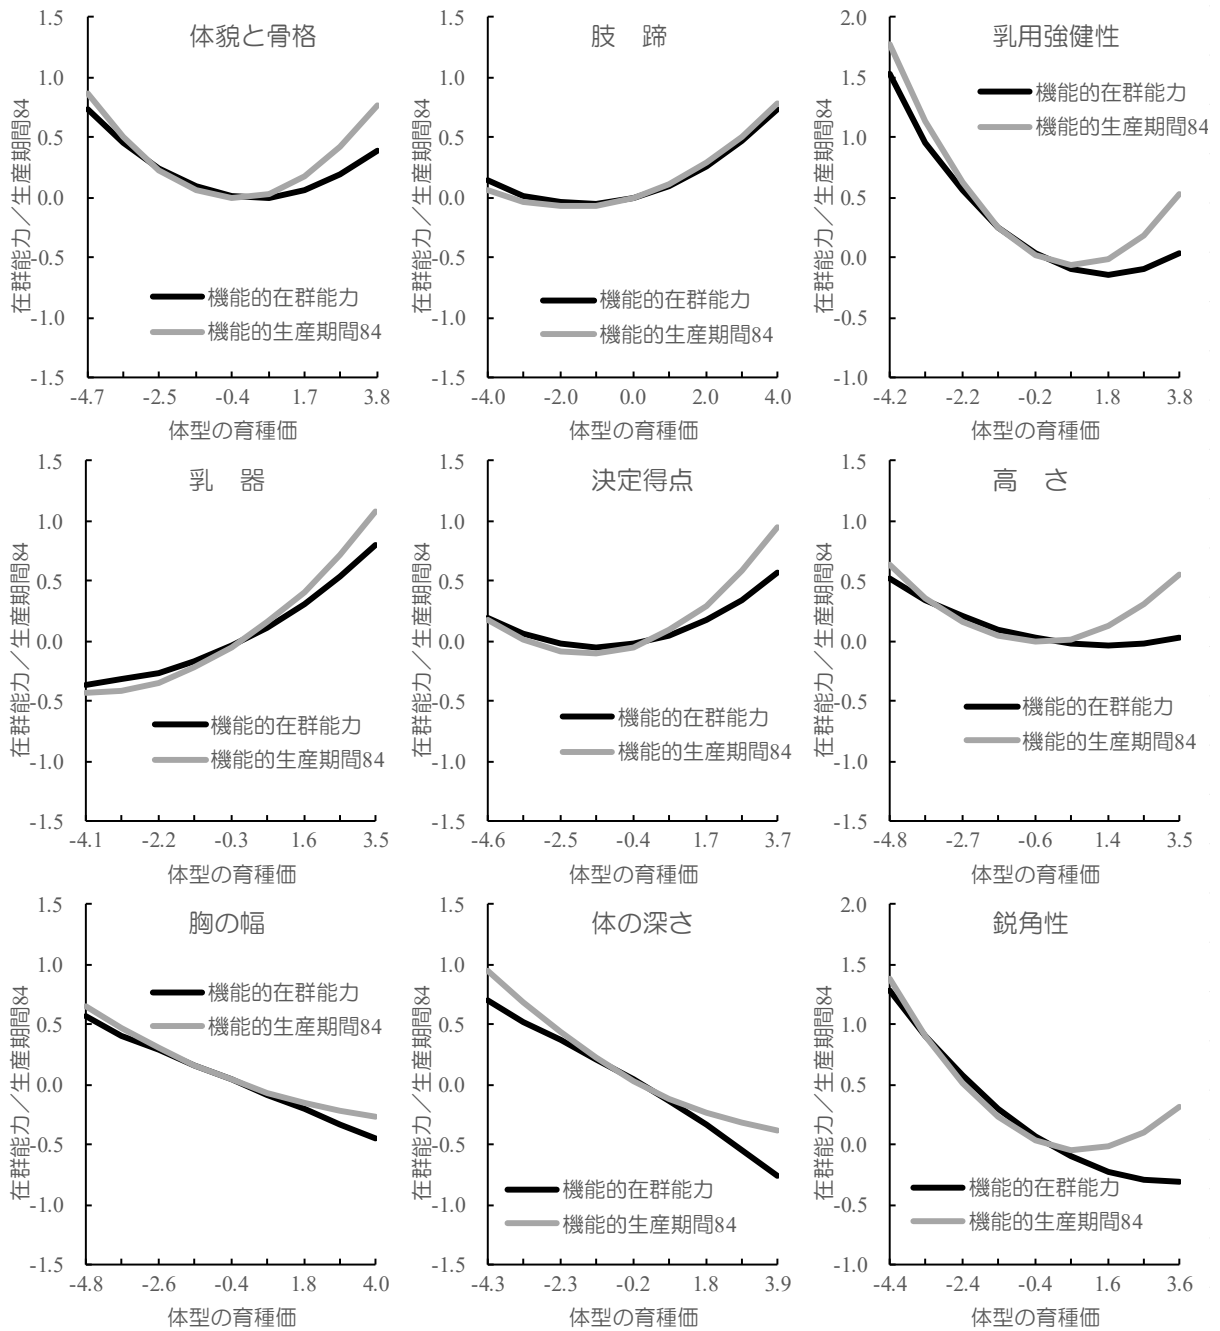 体貌と骨格
1.5
1.0
0.5
0.0
-0.5
-1.0
-1.5
在群能力／生産期間84
機能的在群能力
機能的生産期間84
-4.7 -2.5 -0.4 1.7 3.8
体型の育種価
肢　蹄
1.5
1.0
0.5
0.0
-0.5
-1.0
-1.5
在群能力／生産期間84
機能的在群能力
機能的生産期間84
-4.0 -2.0 0.0 2.0 4.0
体型の育種価
乳用強健性
2.0
1.5
1.0
0.5
0.0
-0.5
-1.0
在群能力／生産期間84
機能的在群能力
機能的生産期間84
-4.2 -2.2 -0.2 1.8 3.8
体型の育種価
乳　器
1.5
1.0
0.5
0.0
-0.5
-1.0
-1.5
在群能力／生産期間84
機能的在群能力
機能的生産期間84
-4.1 -2.2 -0.3 1.6 3.5
体型の育種価
決定得点
1.5
1.0
0.5
0.0
-0.5
-1.0
-1.5
在群能力／生産期間84
機能的在群能力
機能的生産期間84
-4.6 -2.5 -0.4 1.7 3.7
体型の育種価
高　さ
1.5
1.0
0.5
0.0
-0.5
-1.0
-1.5
在群能力／生産期間84
機能的在群能力
機能的生産期間84
-4.8 -2.7 -0.6 1.4 3.5
体型の育種価
胸の幅
1.5
1.0
0.5
0.0
-0.5
-1.0
-1.5
在群能力／生産期間84
機能的在群能力
機能的生産期間84
-4.8 -2.6 -0.4 1.8 4.0
体型の育種価
体の深さ
1.5
1.0
0.5
0.0
-0.5
-1.0
-1.5
在群能力／生産期間84
機能的在群能力
機能的生産期間84
-4.3 -2.3 -0.2 1.8 3.9
体型の育種価
鋭角性
2.0
1.5
1.0
0.5
0.0
-0.5
-1.0
在群能力／生産期間84
機能的在群能力
機能的生産期間84
-4.4 -2.4 -0.4 1.6 3.6
体型の育種価